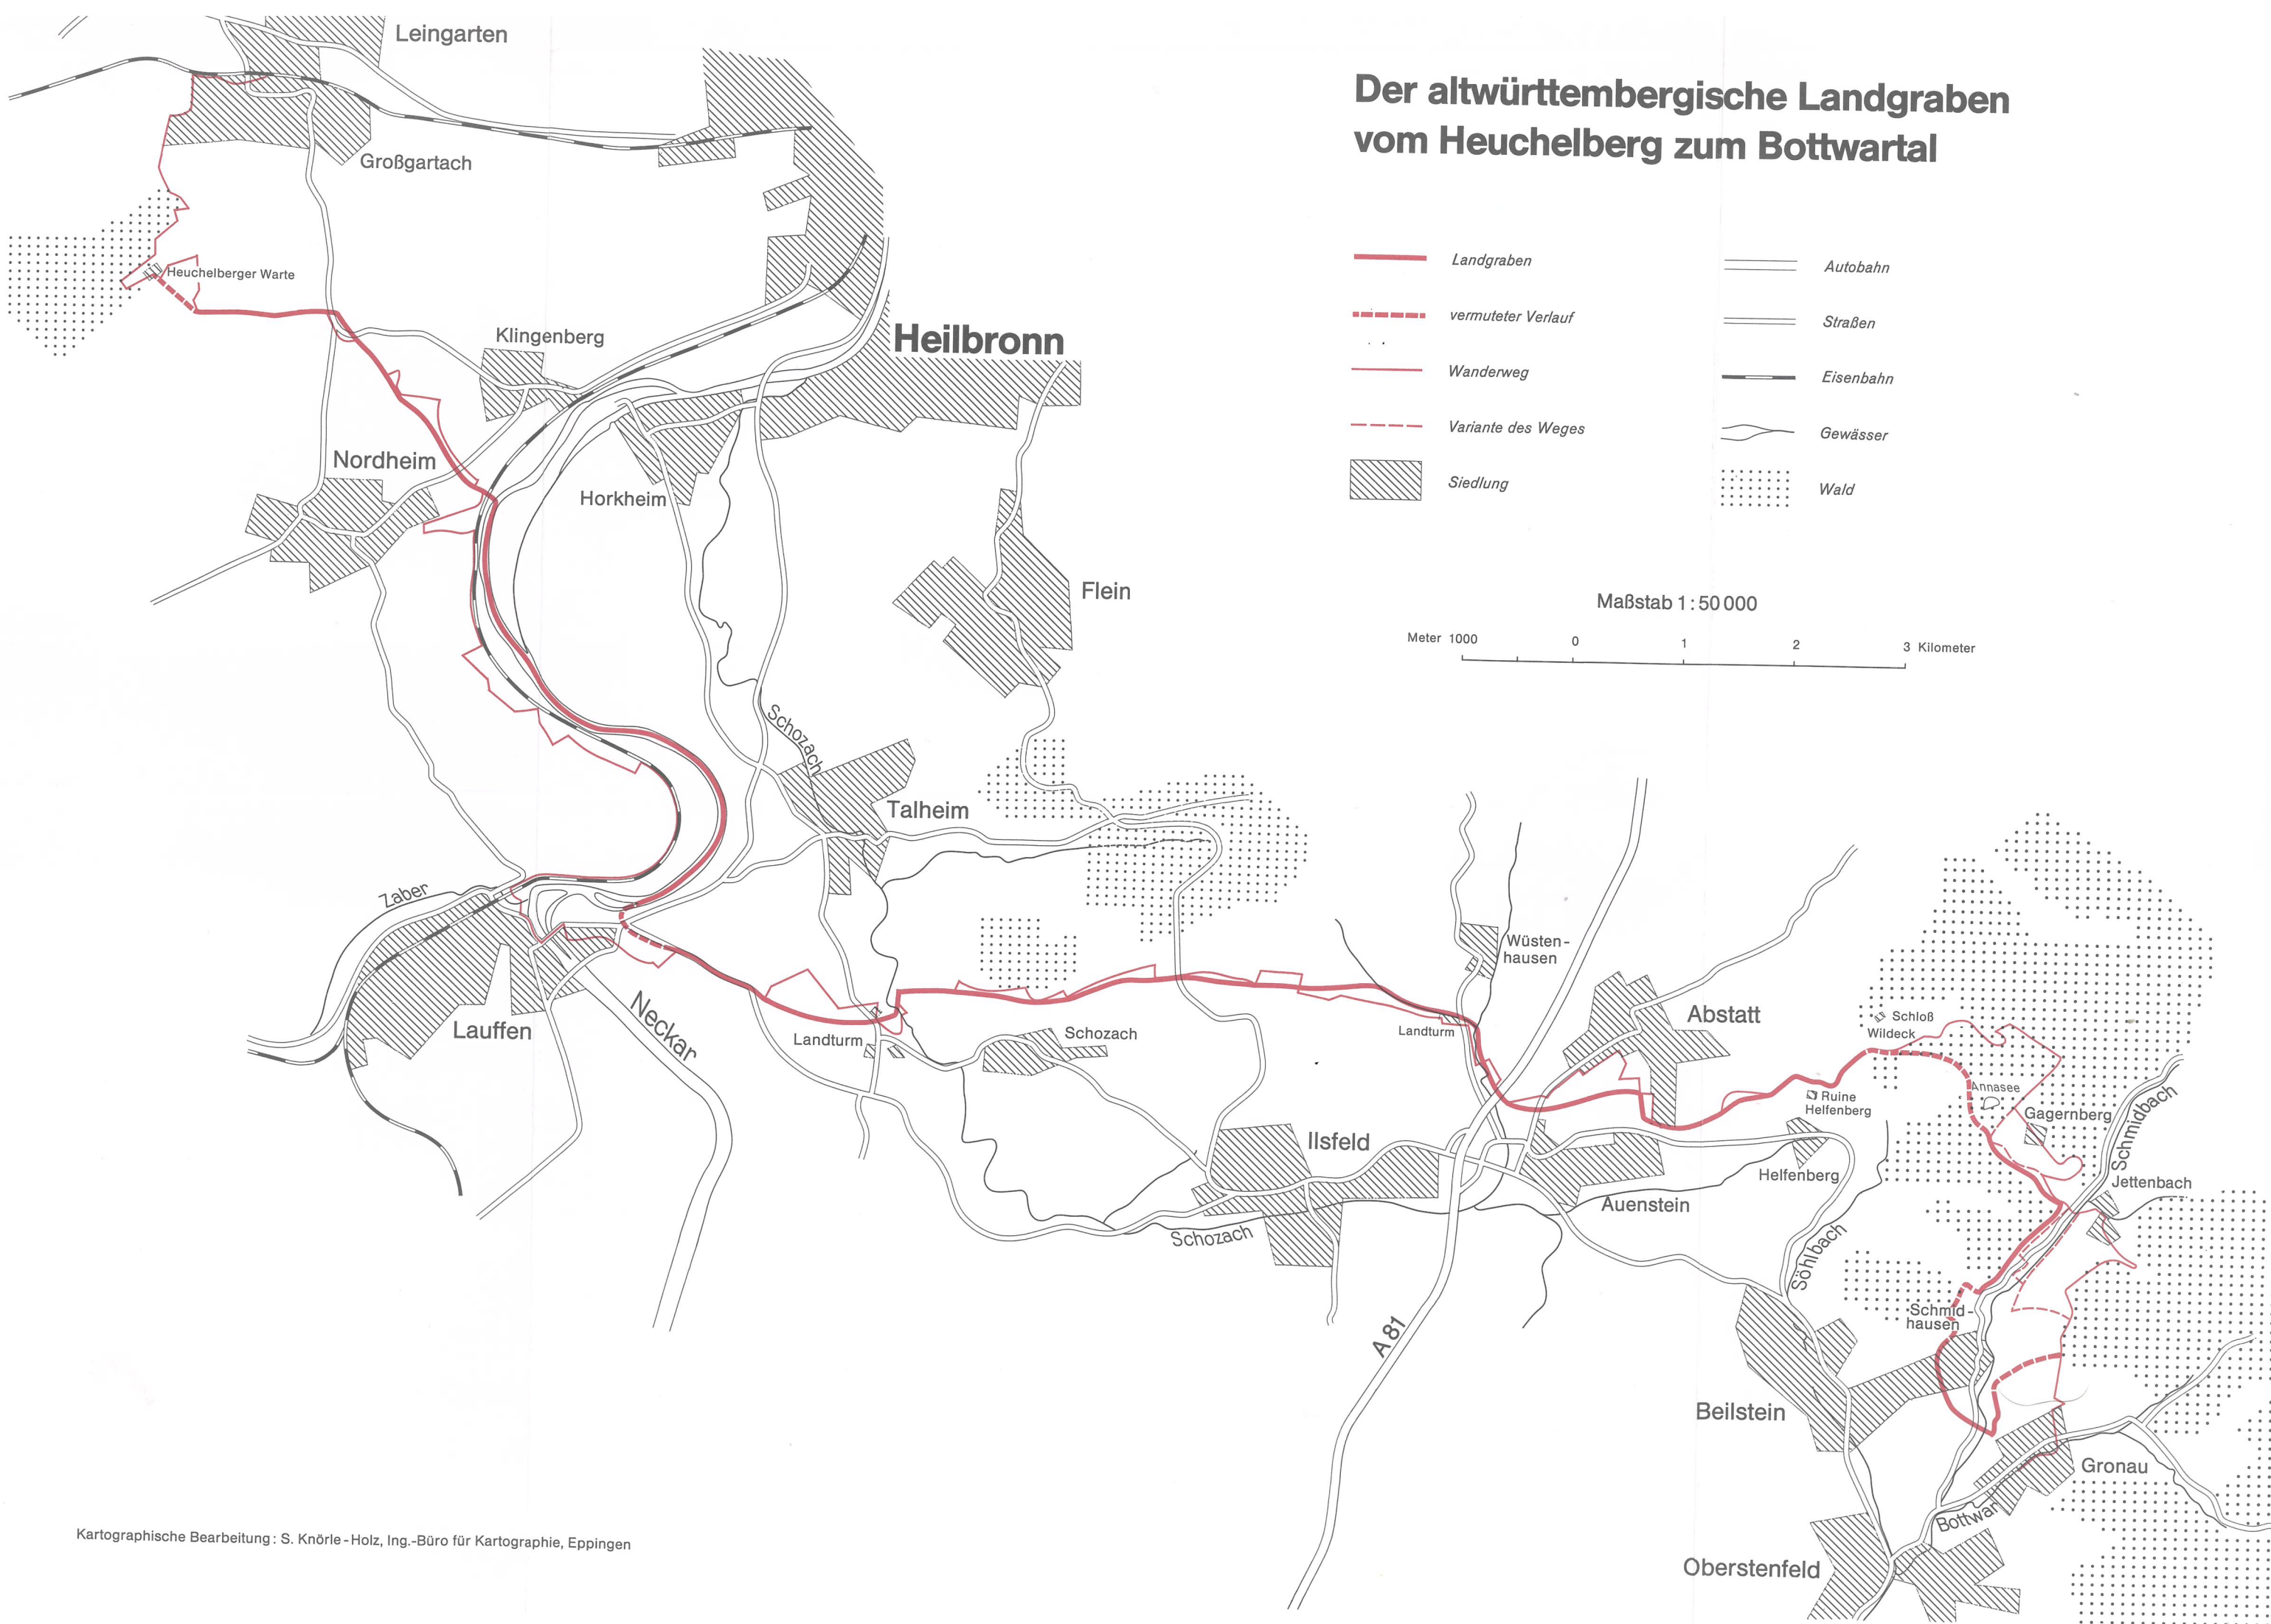 Der altwürttembergische Landgraben
vom Heuchelberg zum Bottwartal
Landgraben
vermuteter Verlauf
Wanderweg
Variante des Weges
Siedlung
Autobahn
Straßen
Eisenbahn
Gewässer
Wald
Maßstab 1:50 000
Meter 1000
0
1
2
3 Kilometer
Leingarten
Großgartach
Heuchelberger Warte
Klingenberg
Heilbronn
Nordheim
Horkheim
Flein
Schozach
Talheim
Zaber
Lauffen
Neckar
Landturm
Schozach
Wüsten-
hausen
Landturm
Abstatt
Schloß
Wildeck
Annasee
Ruine
Helfenberg
Gagernberg
Schmidbach
Jettenbach
Ilsfeld
Helfenberg
Auenstein
Schozach
Söhlbach
A 81
Schmid-
hausen
Beilstein
Gronau
Bottwar
Oberstenfeld
Kartographische Bearbeitung: S. Knörle-Holz, Ing.-Büro für Kartographie, Eppingen